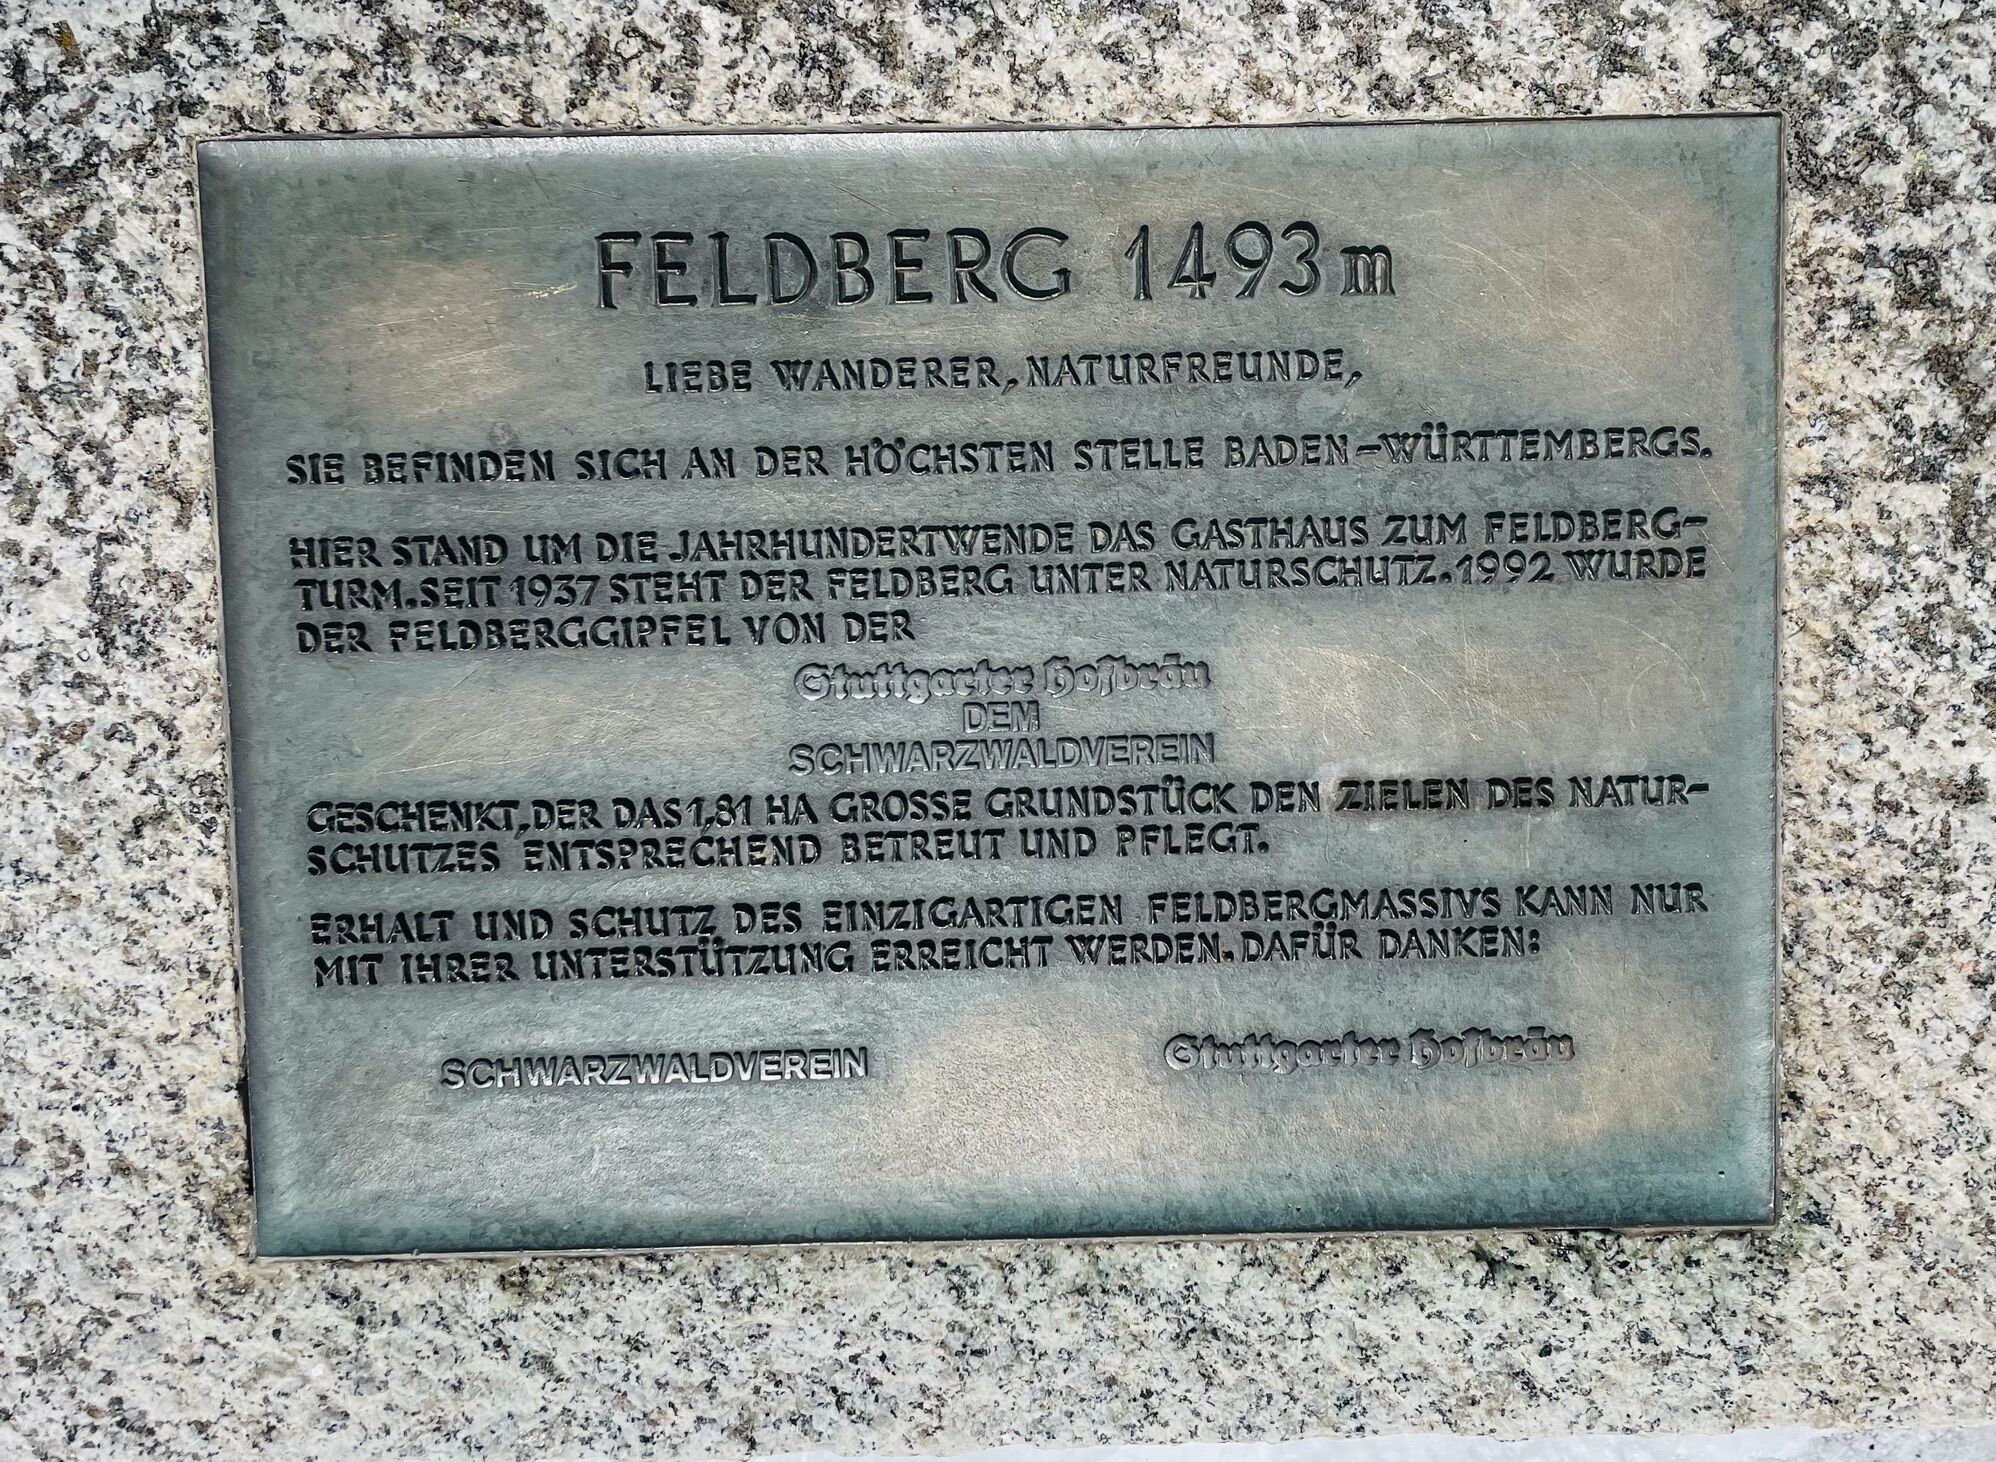 FELDBERG 1493 m
LIEBE WANDERER, NATURFREUNDE,
SIE BEFINDEN SICH AN DER HÖCHSTEN STELLE BADEN-WÜRTTEMBERGS.
HIER STAND UM DIE JAHRHUNDERTWENDE DAS GASTHAUS ZUM FELDBERG-
TURM. SEIT 1937 STEHT DER FELDBERG UNTER NATURSCHUTZ. 1992 WURDE
DER FELDBERGGIPFEL VON DER
Stuttgarter Hofbräu
DEM
SCHWARZWALDVEREIN
GESCHENKT, DER DAS 1,81 HA GROSSE GRUNDSTÜCK DEN ZIELEN DES NATUR-
SCHUTZES ENTSPRECHEND BETREUT UND PFLEGT.
ERHALT UND SCHUTZ DES EINZIGARTIGEN FELDBERGMASSIVS KANN NUR
MIT IHRER UNTERSTÜTZUNG ERREICHT WERDEN. DAFÜR DANKEN:
SCHWARZWALDVEREIN Stuttgarter Hofbräu